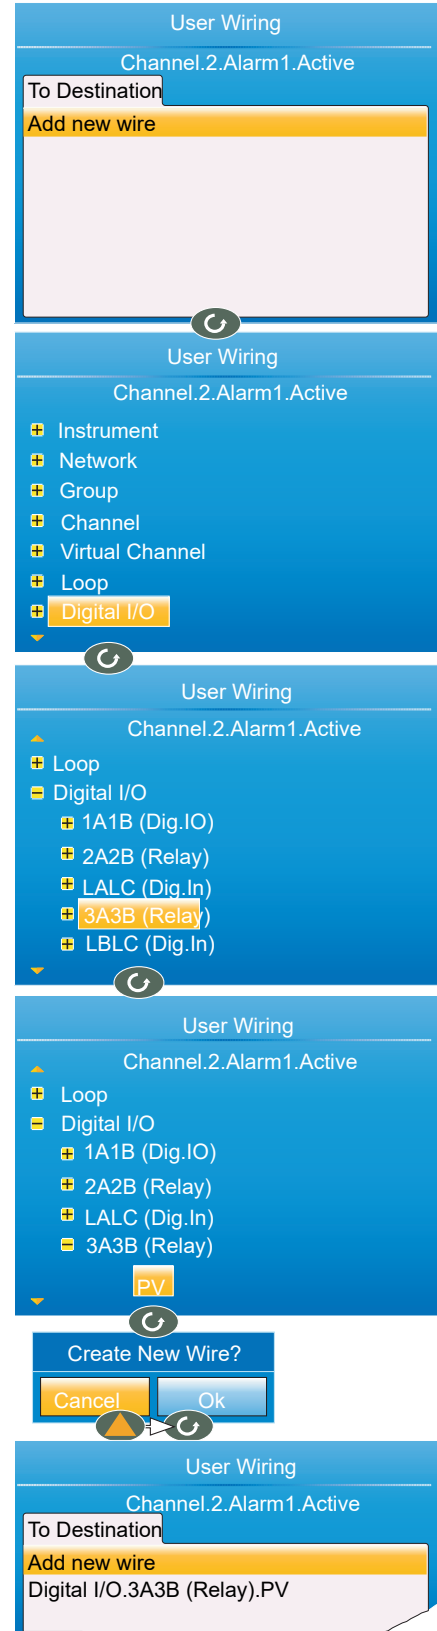 User Wiring
Channel.2.Alarm1.Active
To Destination
Add new wire
User Wiring
Channel.2.Alarm1.Active
Instrument
Network
Group
Channel
Virtual Channel
Loop
Digital I/O
User Wiring
Channel.2.Alarm1.Active
Loop
Digital I/O
1A1B (Dig.IO)
2A2B (Relay)
LALC (Dig.In)
3A3B (Relay)
LBLC (Dig.In)
User Wiring
Channel.2.Alarm1.Active
Loop
Digital I/O
1A1B (Dig.IO)
2A2B (Relay)
LALC (Dig.In)
3A3B (Relay)
PV
Create New Wire?
Cancel Ok
User Wiring
Channel.2.Alarm1.Active
To Destination
Add new wire
Digital I/O.3A3B (Relay).PV